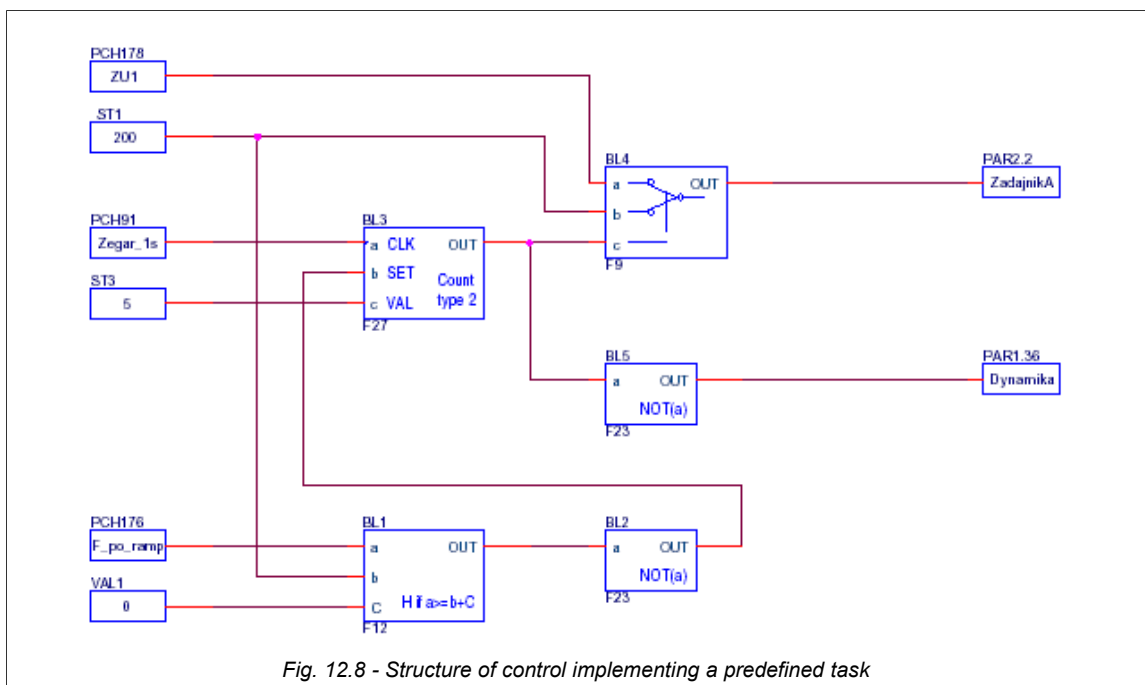 PCH178
ZU1
ST1
200
PCH91
Zegar_1s
ST3
5
BL3
a CLK OUT
b SET Count
type 2
c VAL
F27
BL4
a OUT
b
c
F9
PAR2.2
ZadajnikA
BL5
a OUT
NOT(a)
F23
PAR1.36
Dynamika
PCH176
F_po_ramp
VAL1
0
BL1
a OUT
b
C H if a>=b+C
F12
BL2
a OUT
NOT(a)
F23
Fig. 12.8 - Structure of control implementing a predefined task